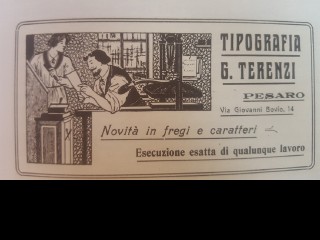 TIPOGRAFIA
G. TERENZI
PESARO
Via Giovanni Bovio, 14
Novità in fregi e caratteri
Esecuzione esatta di qualunque lavoro